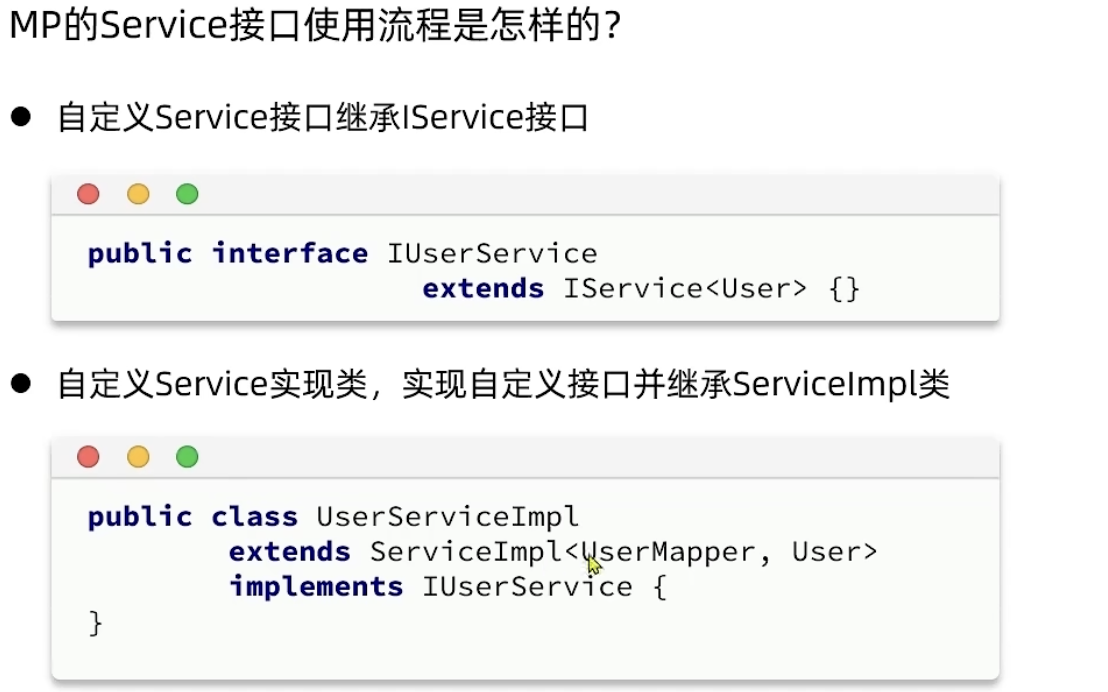 MP的Service接口使用流程是怎样的？
● 自定义Service接口继承IService接口
public interface IUserService
extends IService<User> {}
● 自定义Service实现类，实现自定义接口并继承ServiceImpl类
public class UserServiceImpl
extends ServiceImpl<UserMapper, User>
implements IUserService {
}